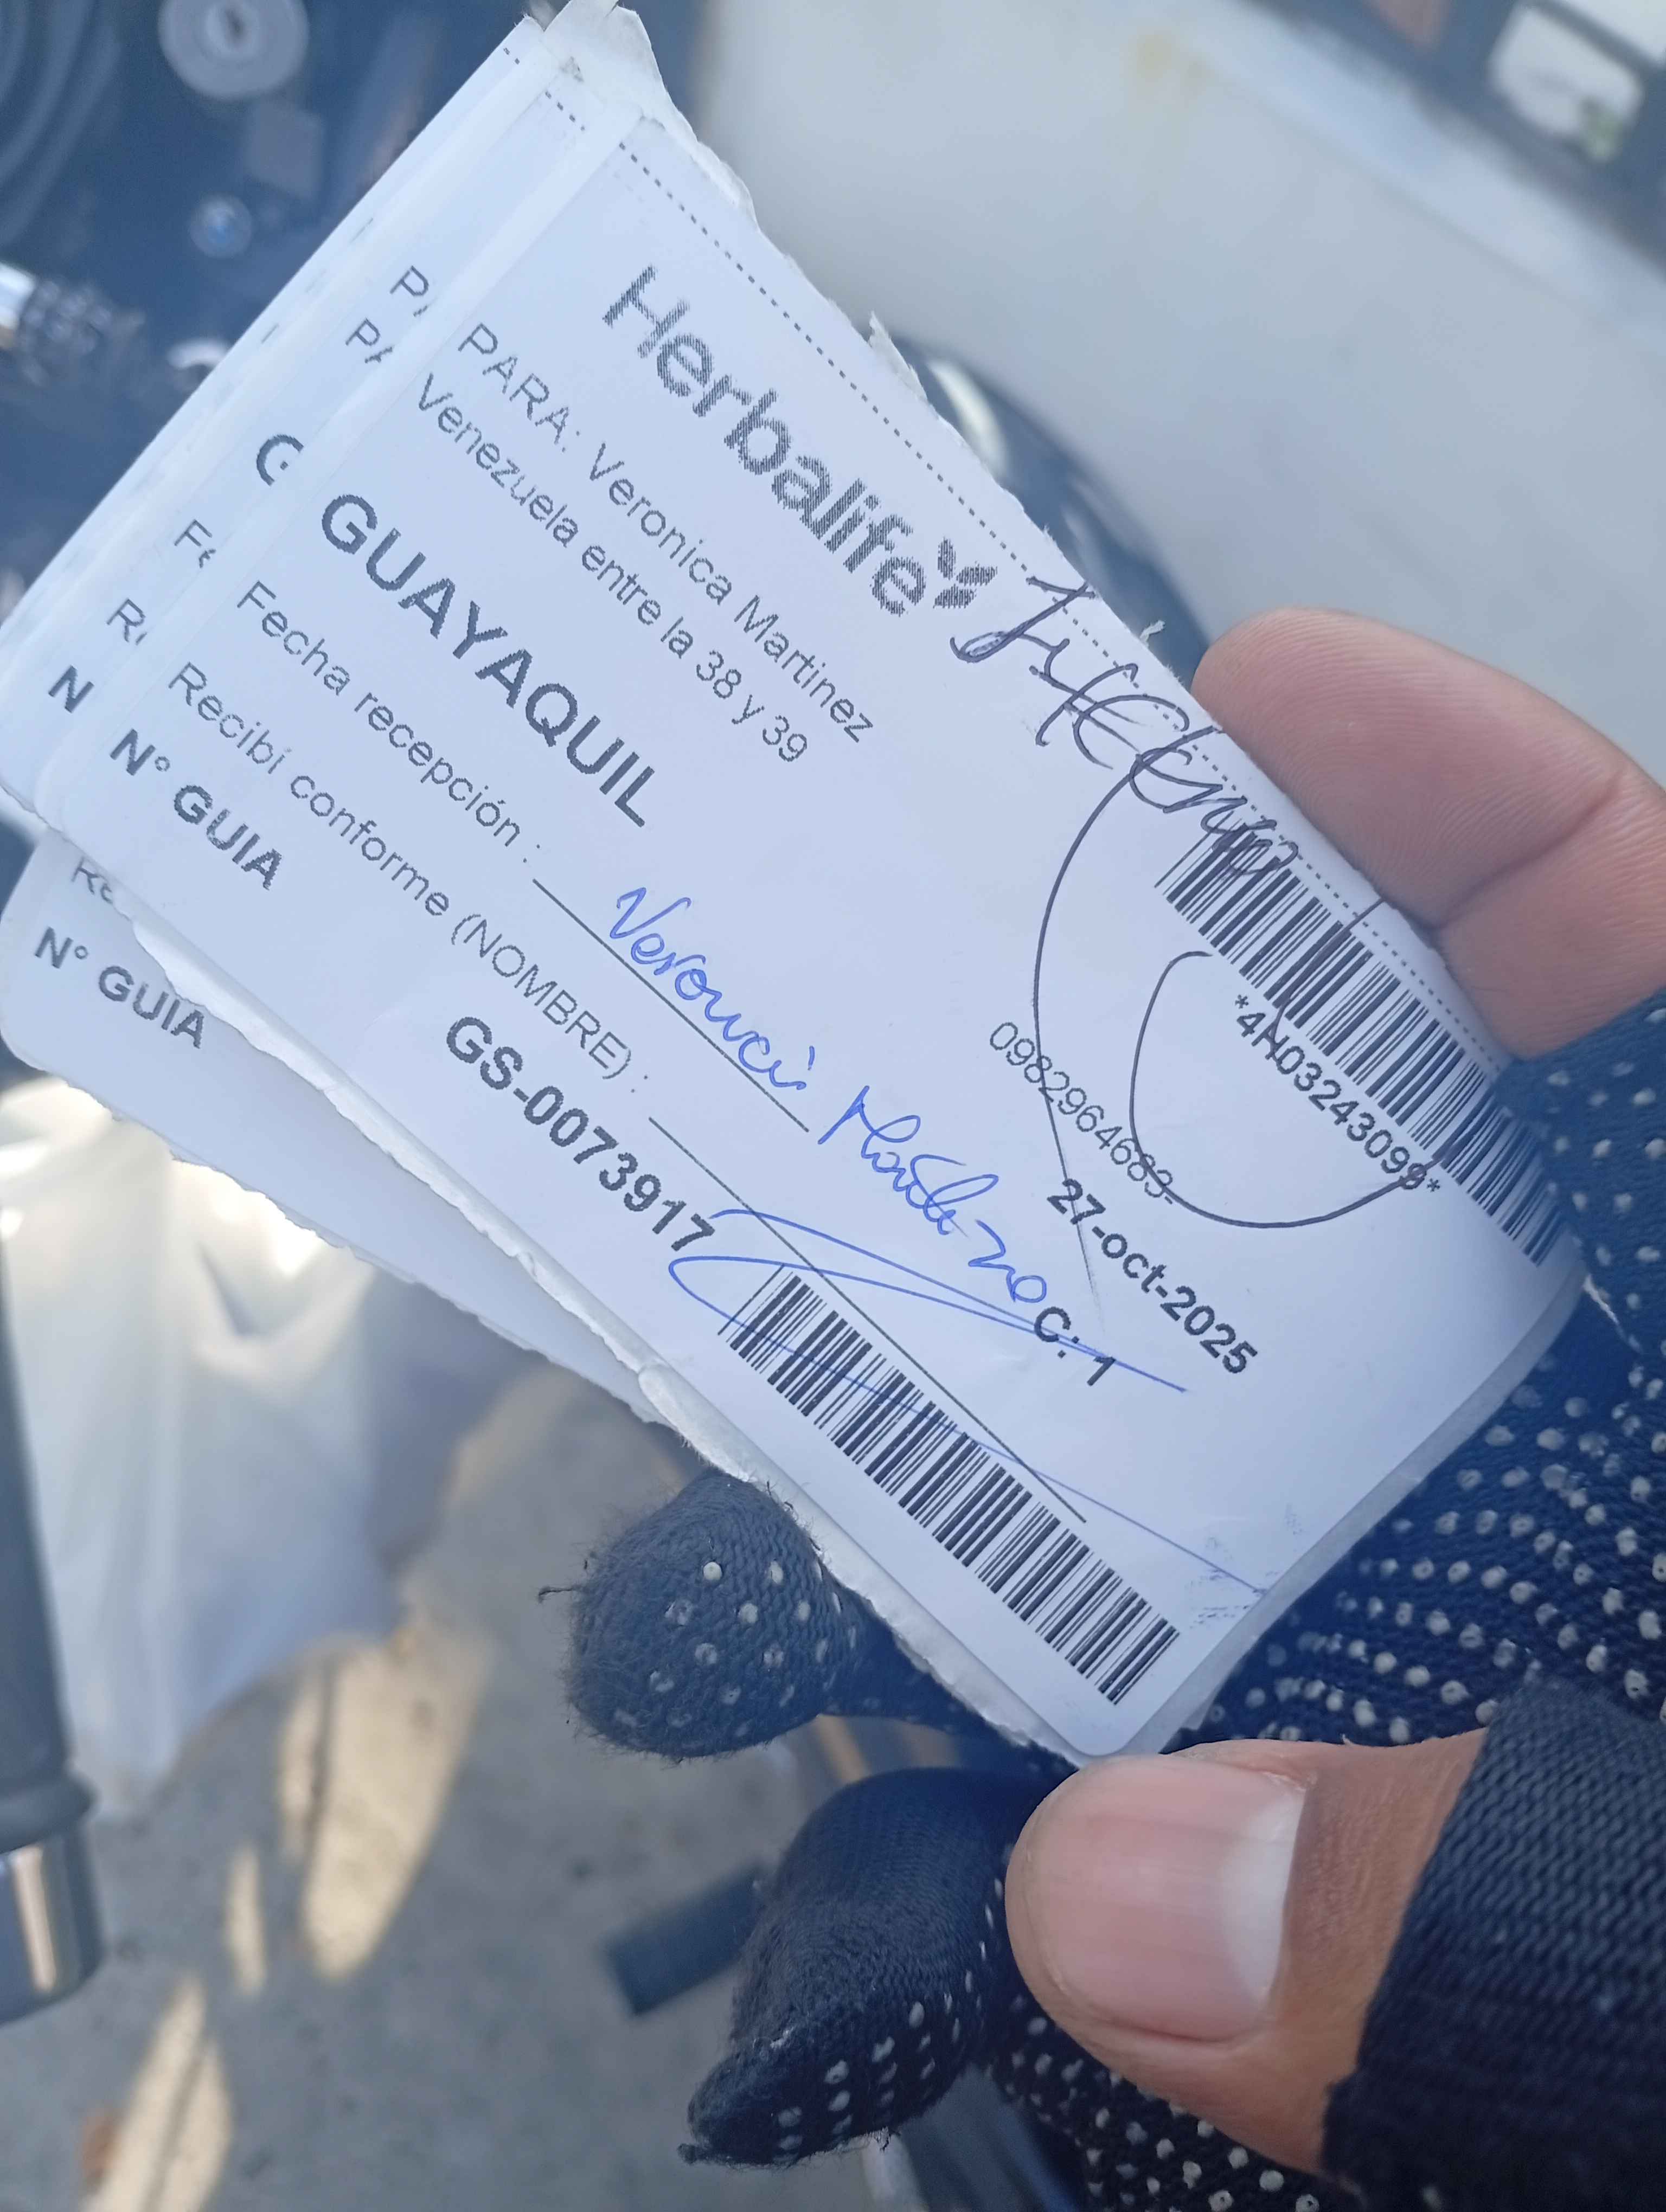 Herbalife
*4H03243099*
PARA: Veronica Martinez
0982964683
Venezuela entre la 38 y 39
27-oct-2025
GUAYAQUIL
C: 1
Fecha recepción :
Recibí conforme (NOMBRE) :
N° GUIA
GS-0073917
N° GUIA